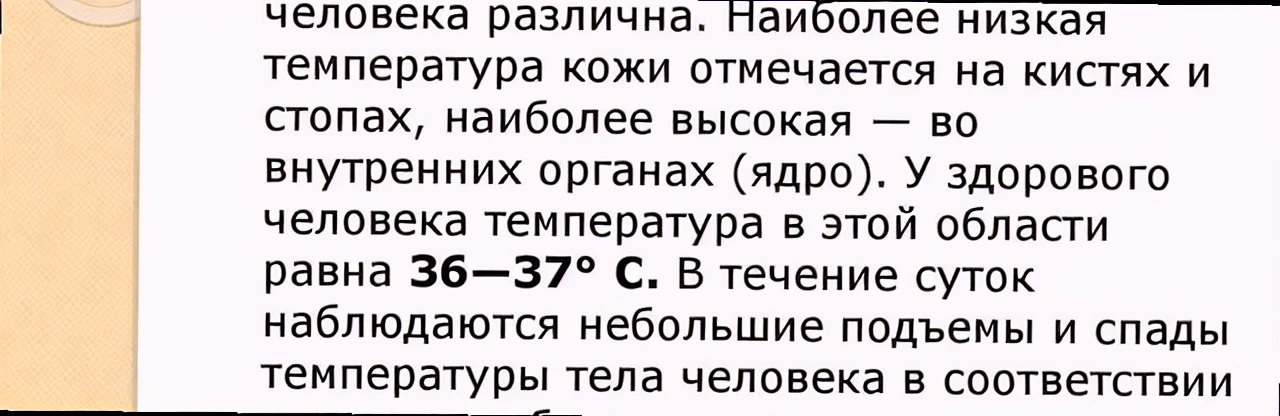 человека различна. Наиболее низкая
температура кожи отмечается на кистях и
стопах, наиболее высокая — во
внутренних органах (ядро). У здорового
человека температура в этой области
равна 36—37° С. В течение суток
наблюдаются небольшие подъемы и спады
температуры тела человека в соответствии